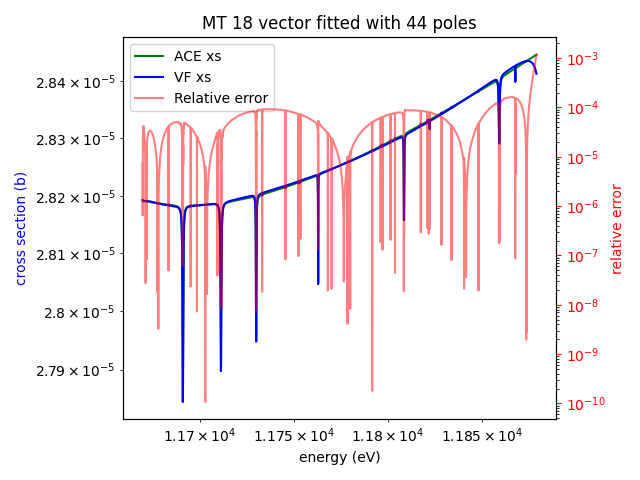 MT 18 vector fitted with 44 poles
ACE xs
VF xs
Relative error
2.84 × 10⁻⁵
2.83 × 10⁻⁵
2.82 × 10⁻⁵
2.81 × 10⁻⁵
2.8 × 10⁻⁵
2.79 × 10⁻⁵
cross section (b)
10⁻³
10⁻⁴
10⁻⁵
10⁻⁶
10⁻⁷
10⁻⁸
10⁻⁹
10⁻¹⁰
relative error
1.17 × 10⁴ 1.175 × 10⁴ 1.18 × 10⁴ 1.185 × 10⁴
energy (eV)